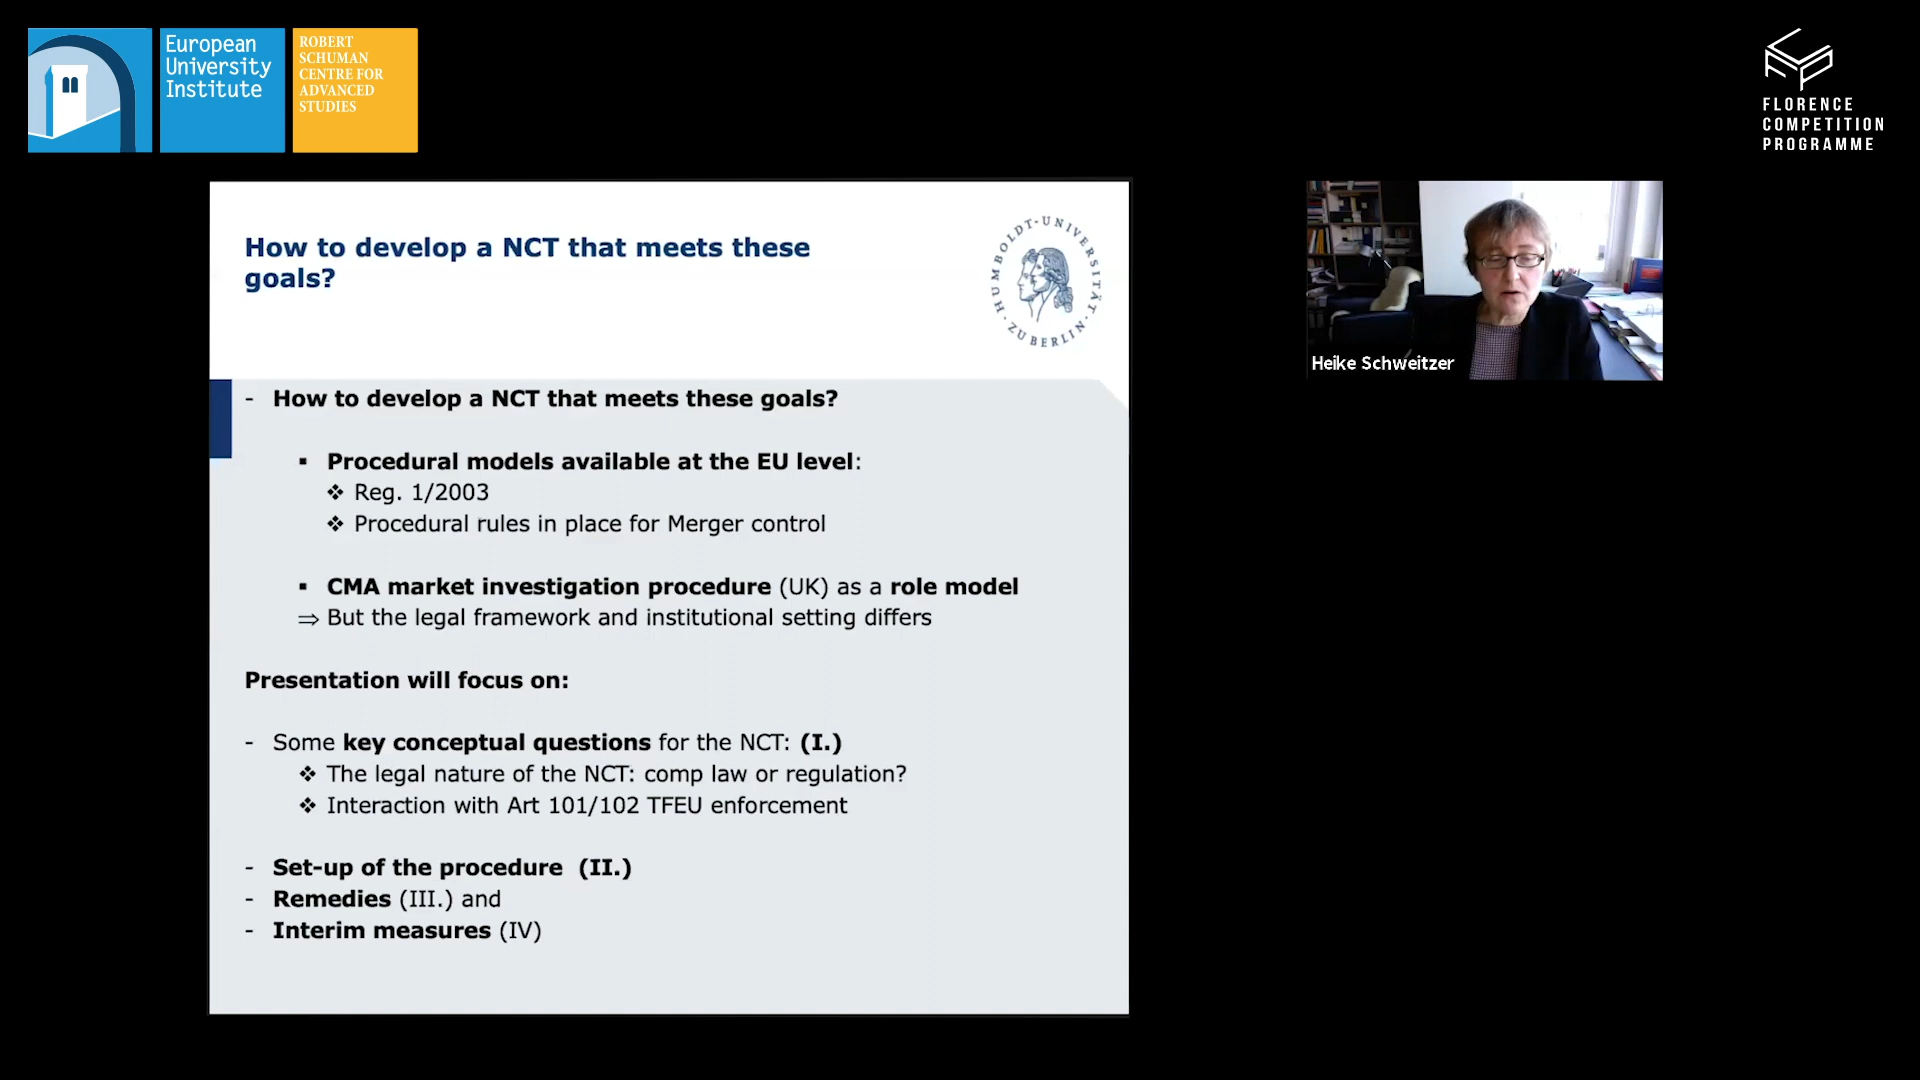 European
University
Institute
ROBERT
SCHUMAN
CENTRE FOR
ADVANCED
STUDIES
FLORENCE
COMPETITION
PROGRAMME
How to develop a NCT that meets these
goals?
HUMBOLDT-UNIVERSITÄT
· ZU BERLIN ·
- How to develop a NCT that meets these goals?
▪ Procedural models available at the EU level:
❖ Reg. 1/2003
❖ Procedural rules in place for Merger control
▪ CMA market investigation procedure (UK) as a role model
⇒ But the legal framework and institutional setting differs
Presentation will focus on:
- Some key conceptual questions for the NCT: (I.)
❖ The legal nature of the NCT: comp law or regulation?
❖ Interaction with Art 101/102 TFEU enforcement
- Set-up of the procedure (II.)
- Remedies (III.) and
- Interim measures (IV)
Heike Schweitzer